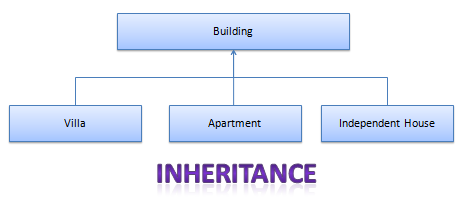 Building
Villa
Apartment
Independent House
INHERITANCE